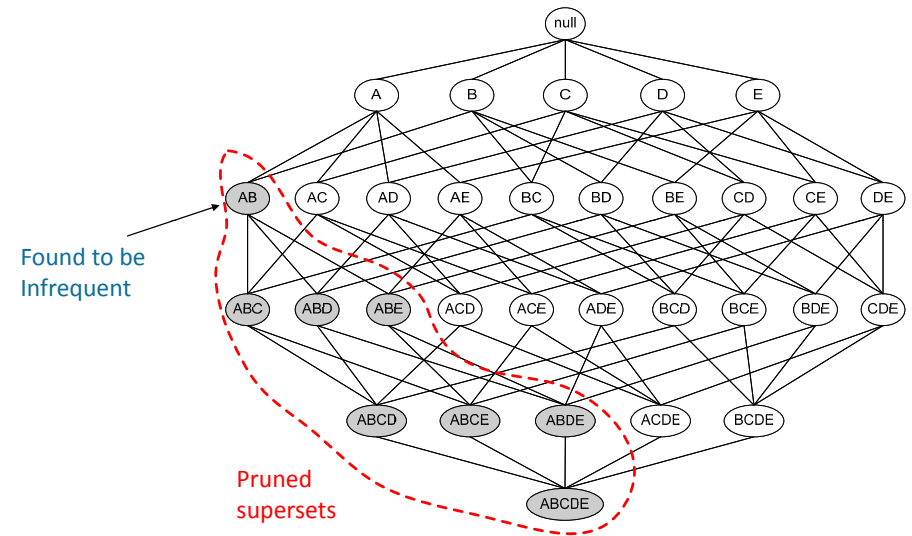 null
A B C D E
AB AC AD AE BC BD BE CD CE DE
Found to be
Infrequent
ABC ABD ABE ACD ACE ADE BCD BCE BDE CDE
ABCD ABCE ABDE ACDE BCDE
Pruned
supersets
ABCDE